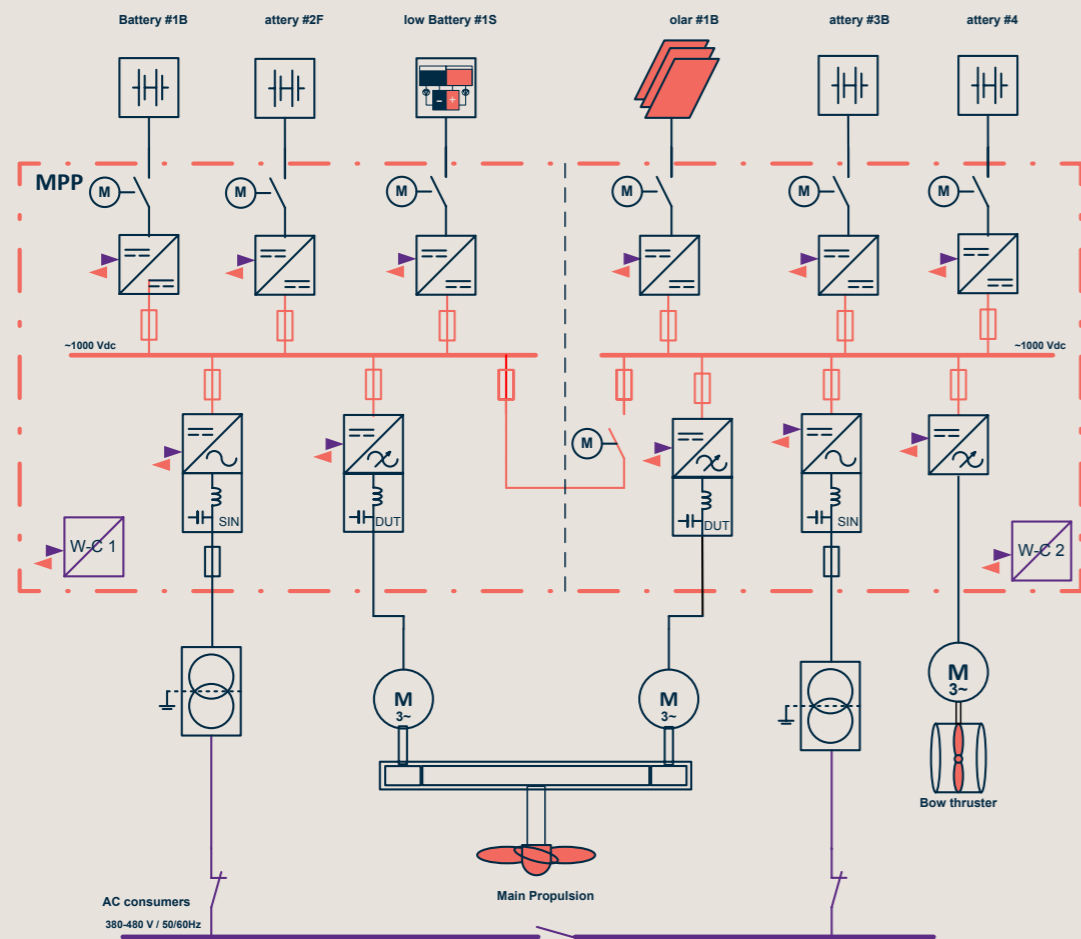 Battery #1B
attery #2F
low Battery #1S
olar #1B
attery #3B
attery #4
MPP
M
M
M
M
M
M
~1000 Vdc
~1000 Vdc
M
SIN
DUT
DUT
SIN
W-C 1
W-C 2
M
3~
M
3~
M
3~
Bow thruster
Main Propulsion
AC consumers
380-480 V / 50/60Hz